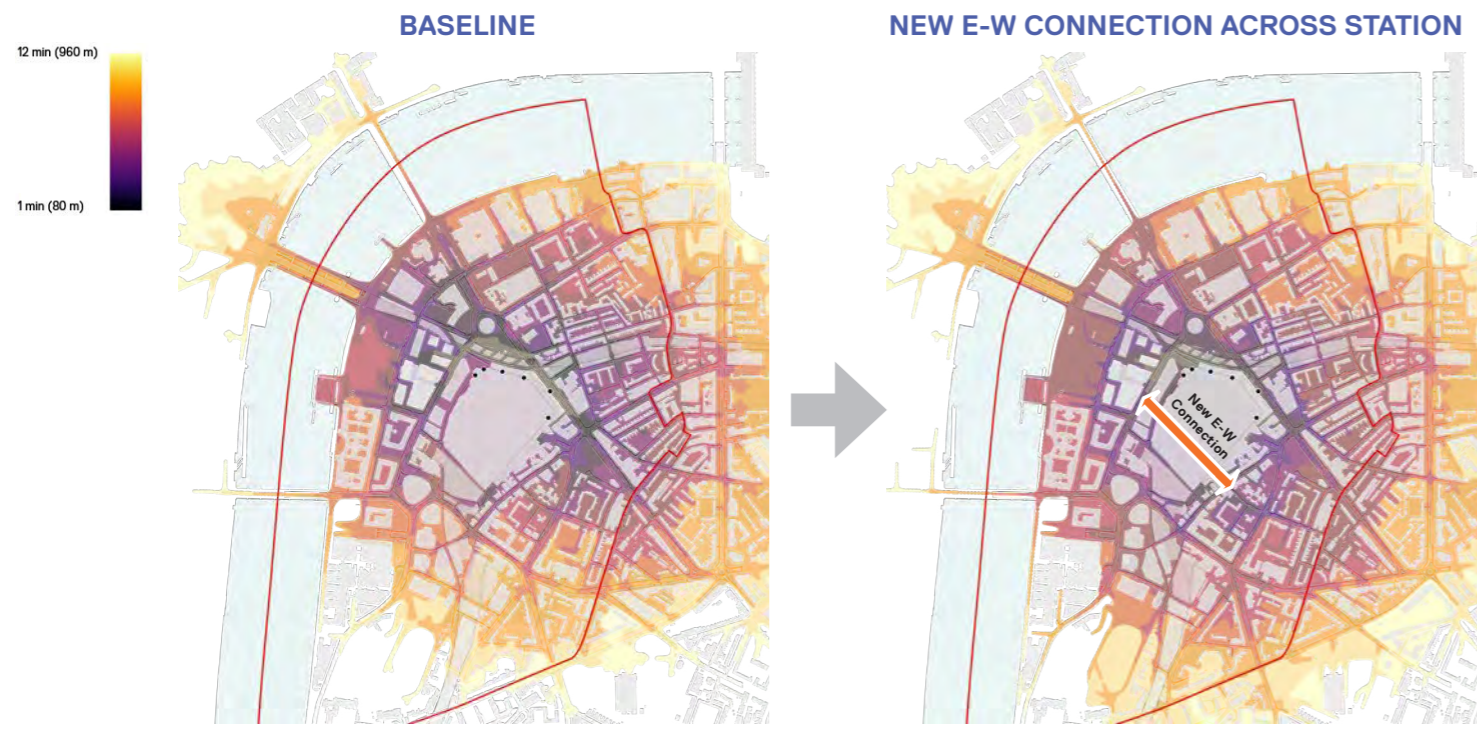 BASELINE
NEW E-W CONNECTION ACROSS STATION
12 min (960 m)
1 min (80 m)
New E-W
Connection